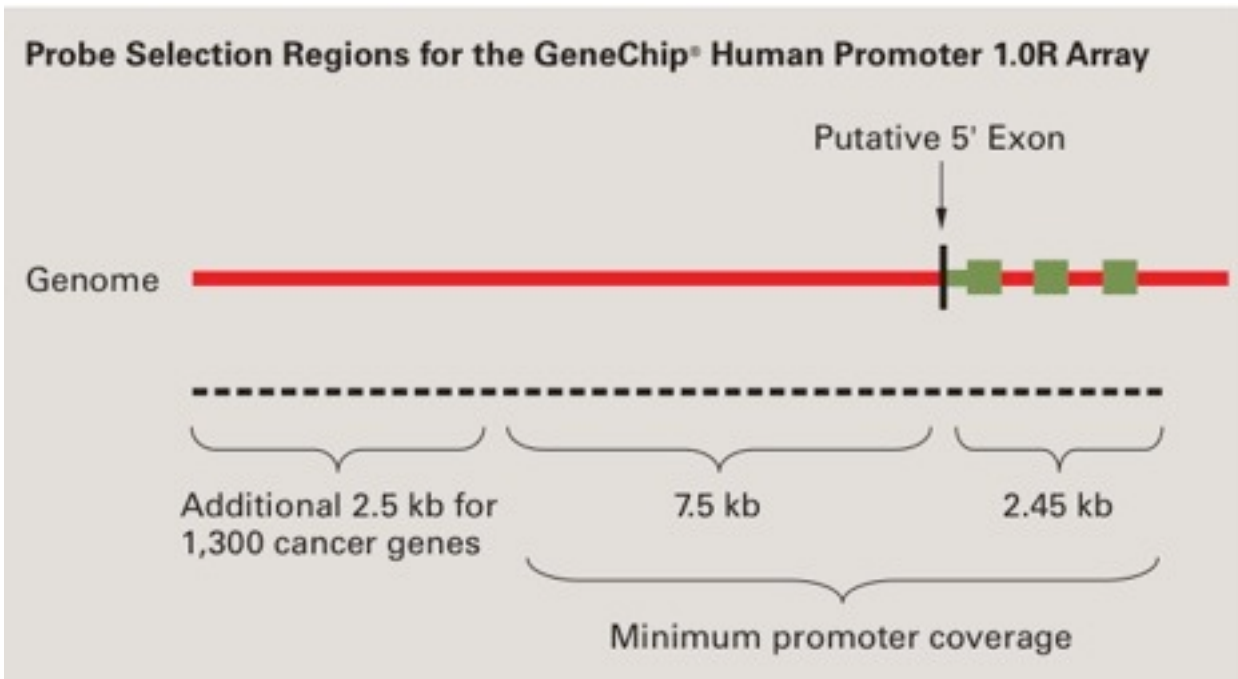 Probe Selection Regions for the GeneChip® Human Promoter 1.0R Array
Putative 5' Exon
Genome
Additional 2.5 kb for
1,300 cancer genes
7.5 kb
2.45 kb
Minimum promoter coverage